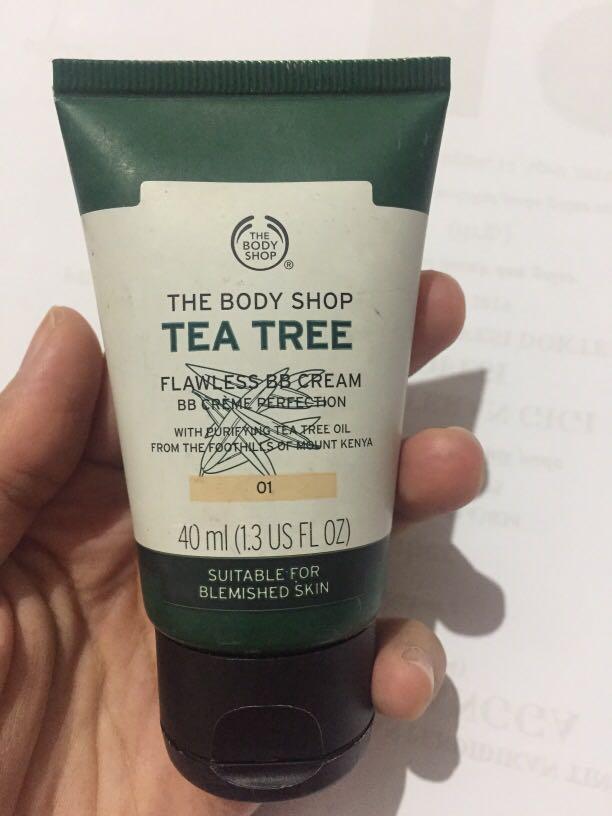 THE
BODY
SHOP
®
THE BODY SHOP
TEA TREE
FLAWLESS BB CREAM
BB CRÈME PERFECTION
WITH PURIFYING TEA TREE OIL
FROM THE FOOTHILLS OF MOUNT KENYA
01
40 ml (1.3 US FL OZ)
SUITABLE FOR
BLEMISHED SKIN